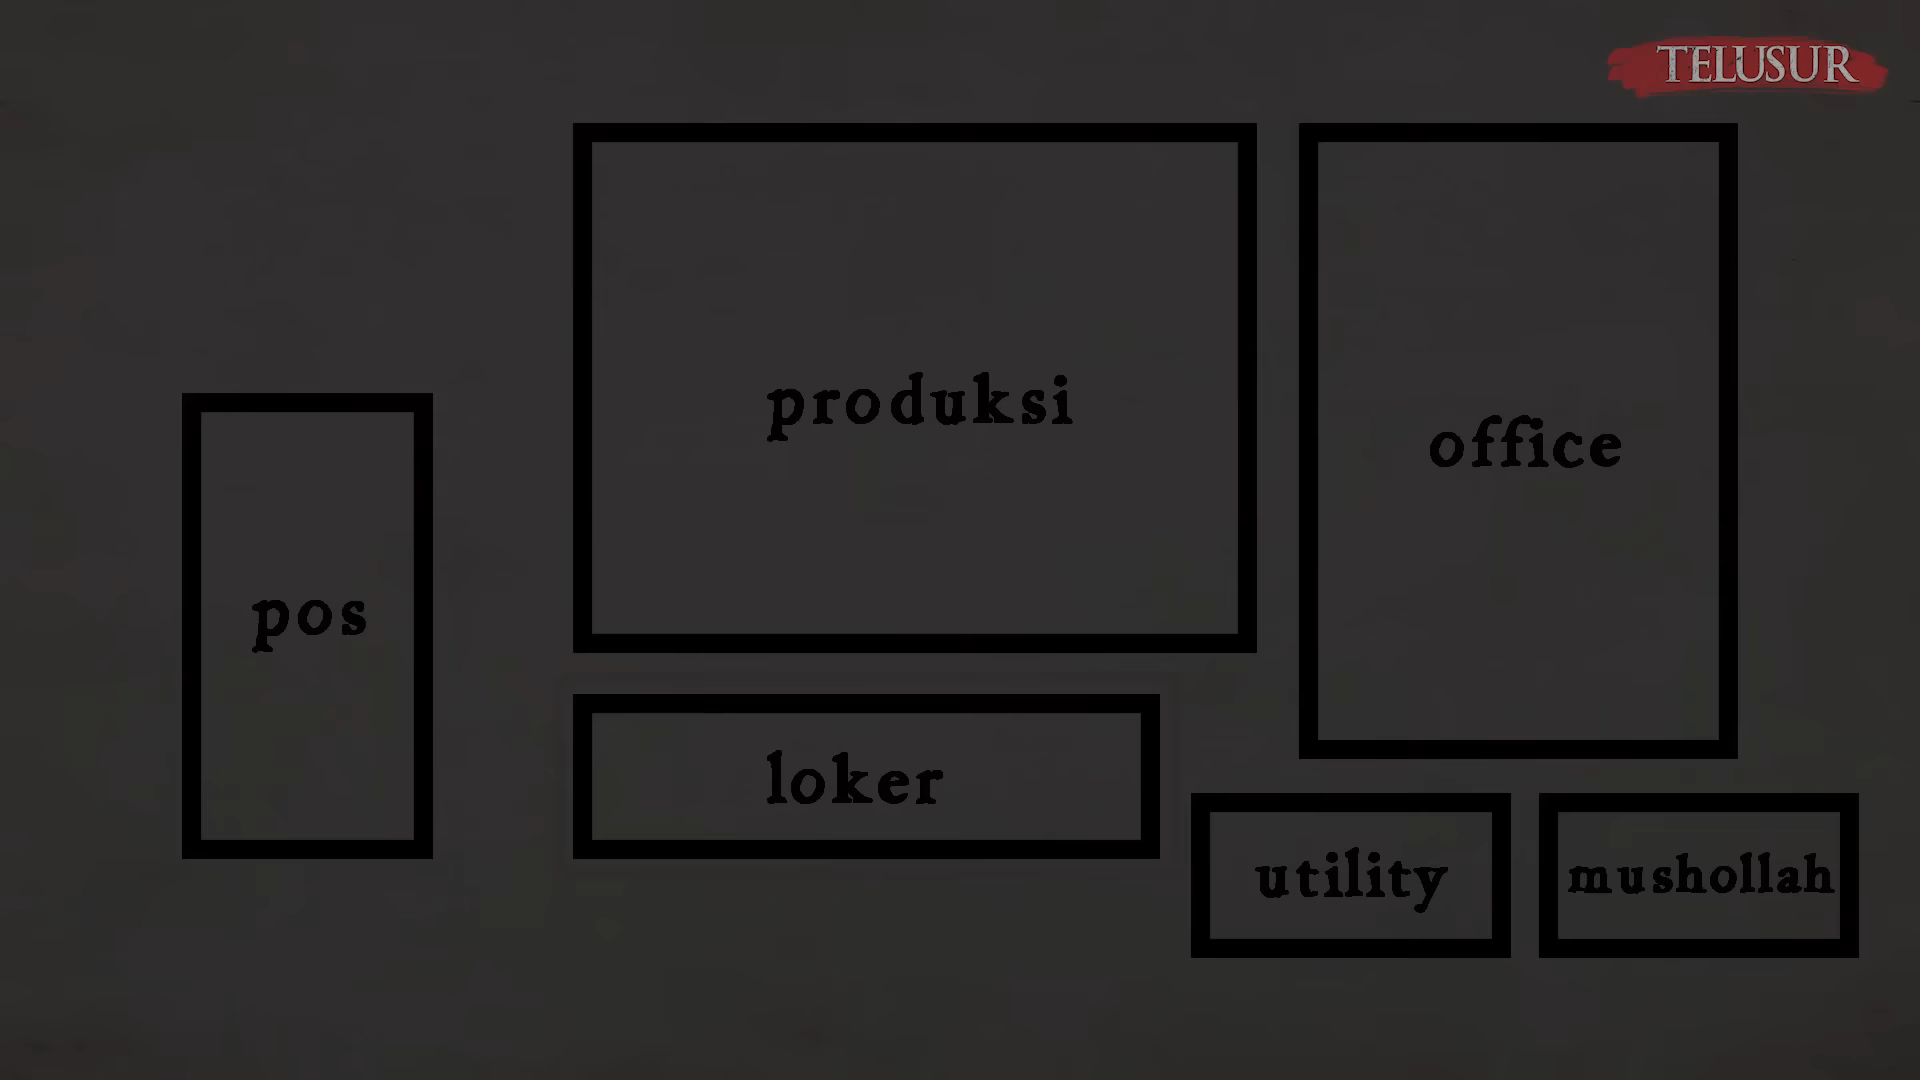 TELUSUR
produksi
office
pos
loker
utility
mushollah